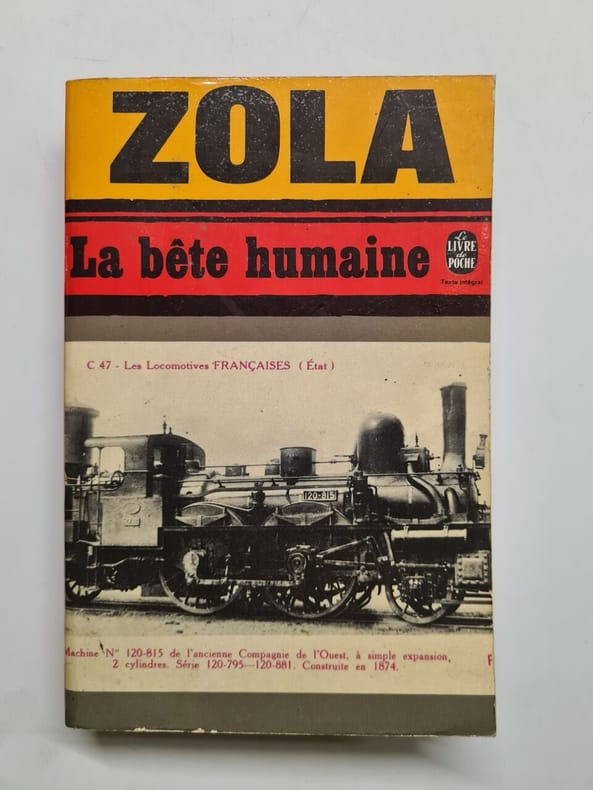 ZOLA
La bête humaine
Le
LIVRE
de
POCHE
Texte intégral
C 47 - Les Locomotives FRANÇAISES (État)
120-815
Machine N° 120-815 de l'ancienne Compagnie de l'Ouest, à simple expansion,
2 cylindres. Série 120-795—120-881. Construite en 1874.
F